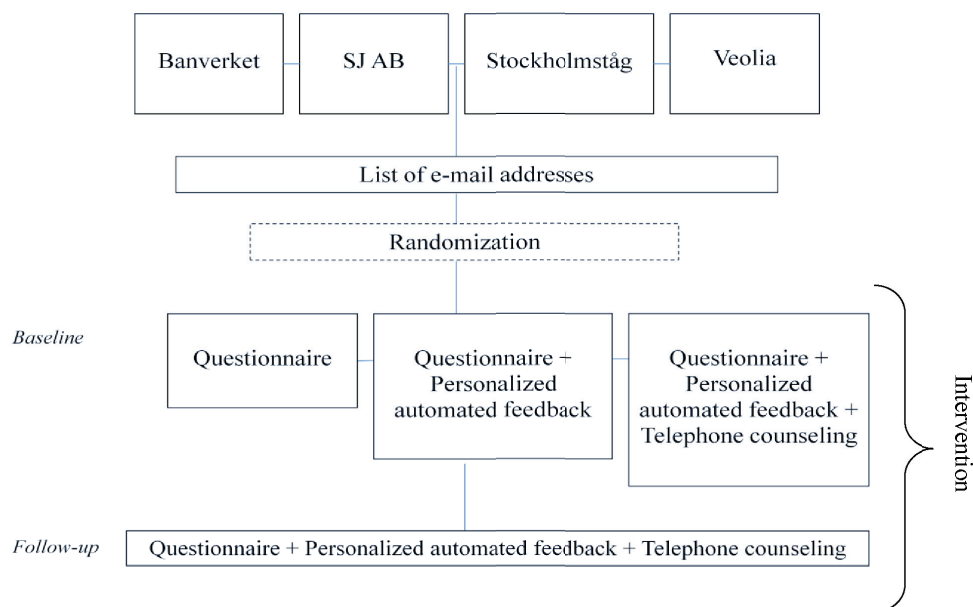 Banverket
SJ AB
Stockholmståg
Veolia
List of e-mail addresses
Randomization
Baseline
Questionnaire
Questionnaire +
Personalized
automated feedback
Questionnaire +
Personalized
automated feedback +
Telephone counseling
Intervention
Follow-up
Questionnaire + Personalized automated feedback + Telephone counseling